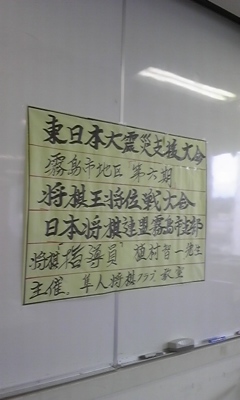 東日本大震災支援大会
霧島市地区 第六期
将棋王将位戦大会
日本将棋連盟霧島市支部
将棋指導員 植村晋一先生
主催、隼人将棋クラブ教室